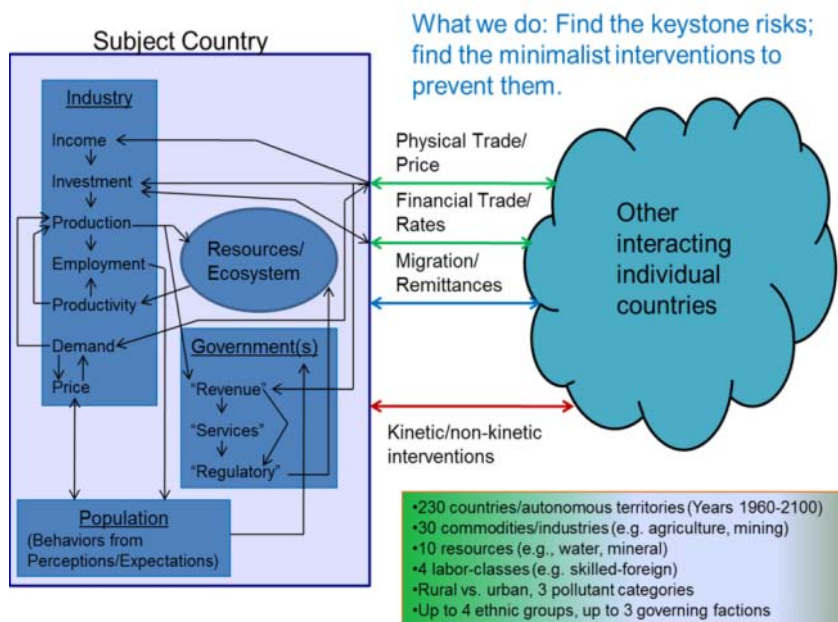 Subject Country
What we do: Find the keystone risks;
find the minimalist interventions to
prevent them.
Industry
Income
Investment
Production
Employment
Productivity
Demand
Price
Resources/
Ecosystem
Government(s)
"Revenue"
"Services"
"Regulatory"
Population
(Behaviors from
Perceptions/Expectations)
Physical Trade/
Price
Financial Trade/
Rates
Migration/
Remittances
Kinetic/non-kinetic
interventions
Other
interacting
individual
countries
•230 countries/autonomous territories (Years 1960-2100)
•30 commodities/industries (e.g. agriculture, mining)
•10 resources (e.g., water, mineral)
•4 labor-classes (e.g. skilled-foreign)
•Rural vs. urban, 3 pollutant categories
•Up to 4 ethnic groups, up to 3 governing factions